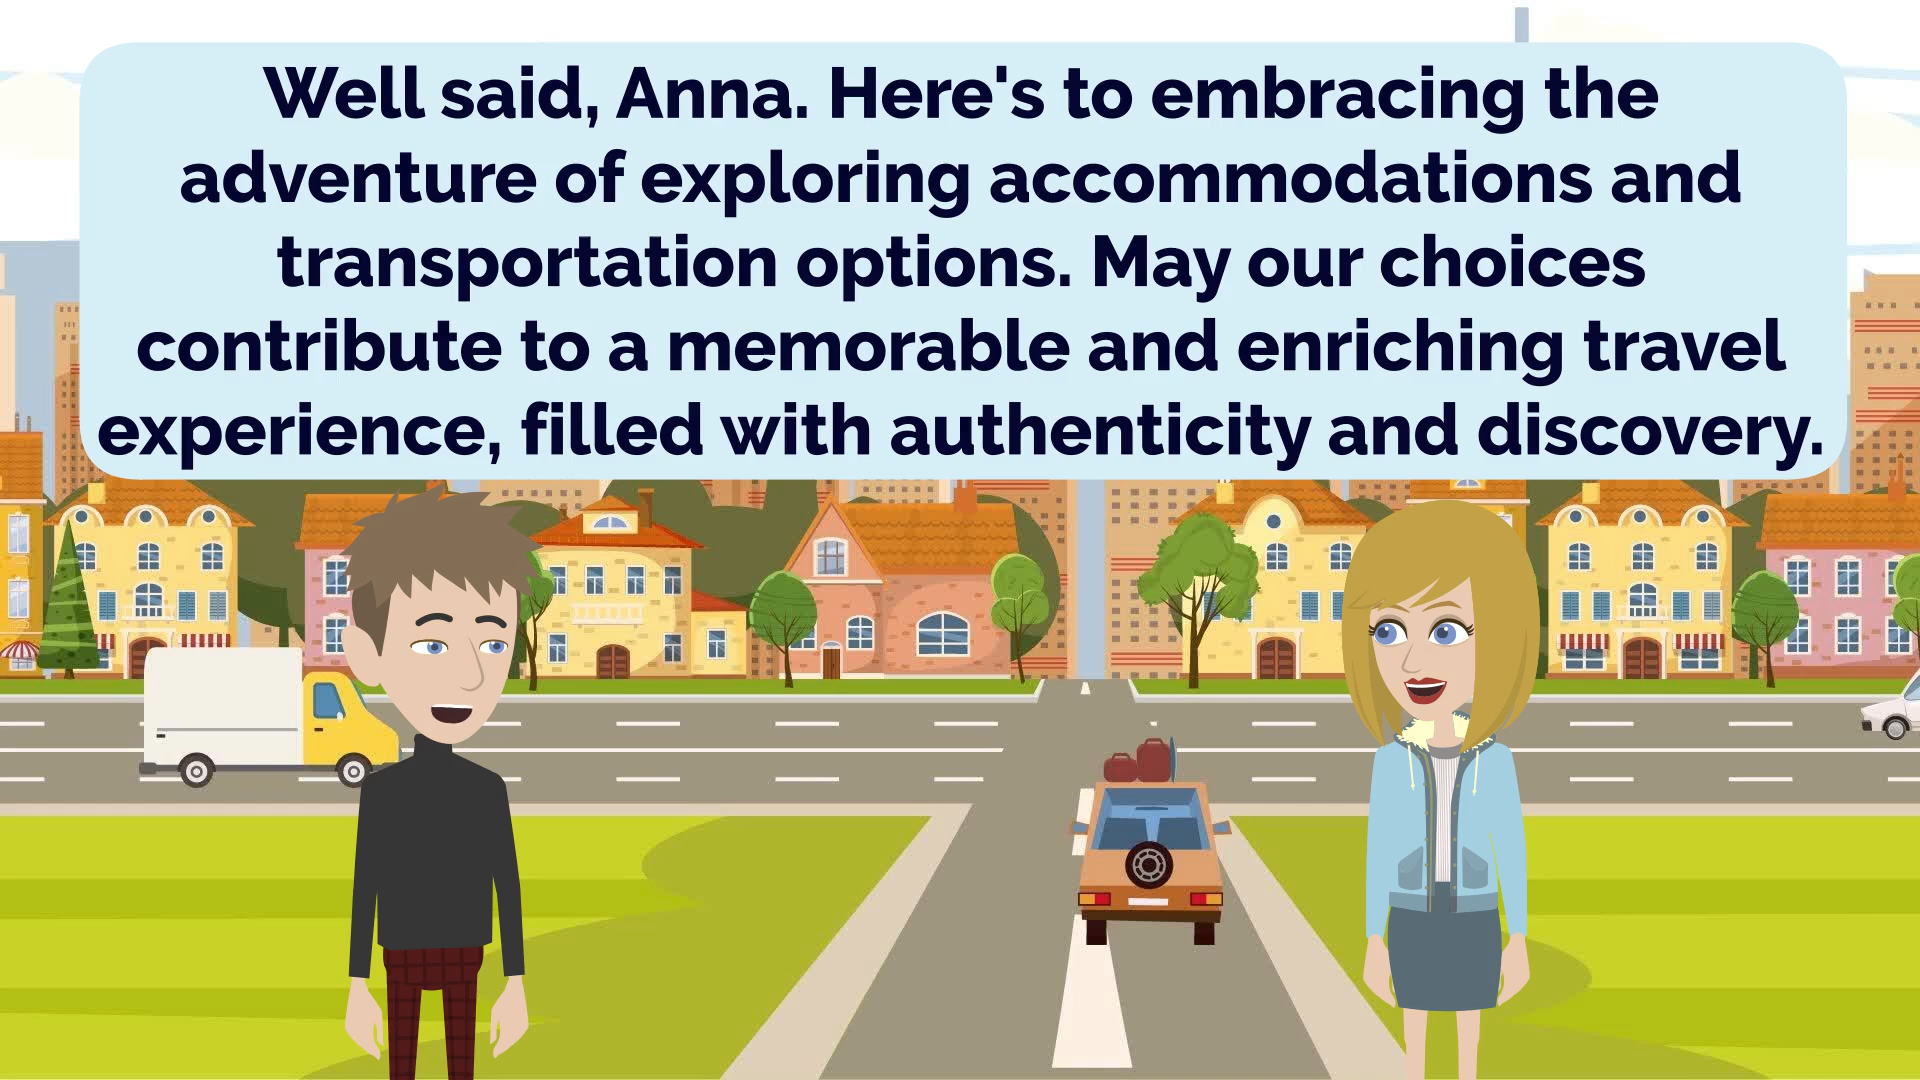 Well said, Anna. Here's to embracing the
adventure of exploring accommodations and
transportation options. May our choices
contribute to a memorable and enriching travel
experience, filled with authenticity and discovery.